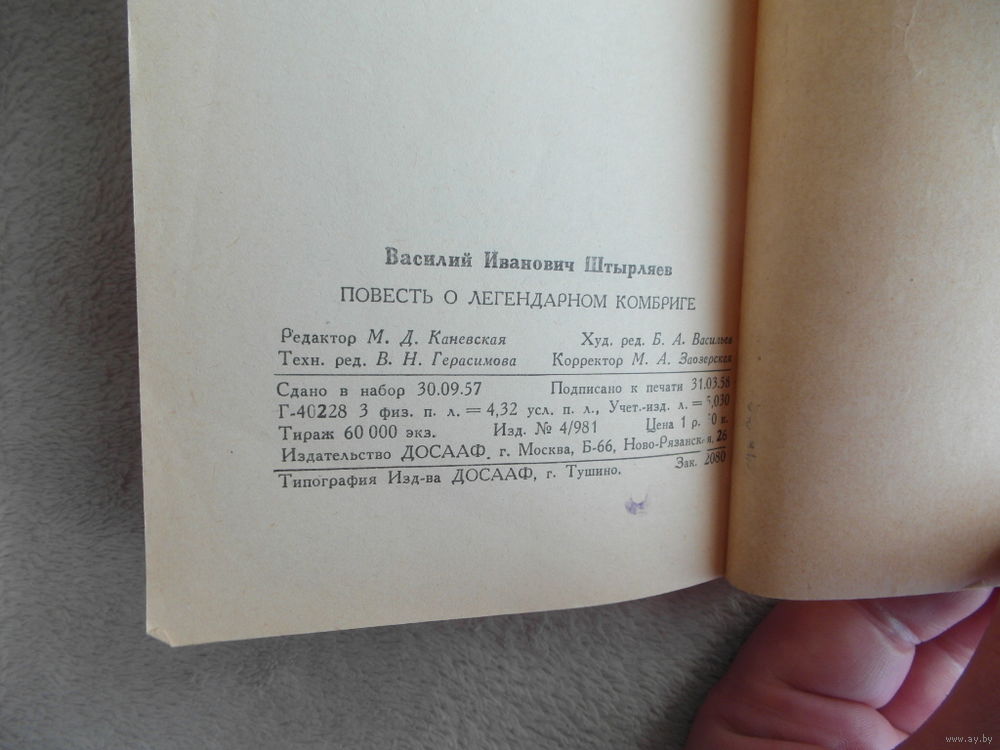 Василий Иванович Штырляев
ПОВЕСТЬ О ЛЕГЕНДАРНОМ КОМБРИГЕ
Редактор М. Д. Каневская Худ. ред. Б. А. Васильев
Техн. ред. В. Н. Герасимова Корректор М. А. Заозерская
Сдано в набор 30.09.57 Подписано к печати 31.03.58
Г-40228 3 физ. п. л. = 4,32 усл. п. л., Учет.-изд. л. = 5,030
Тираж 60 000 экз. Изд. № 4/981 Цена 1 р. к.
Издательство ДОСААФ, г. Москва, Б-66, Ново-Рязанская, 26
Типография Изд-ва ДОСААФ, г. Тушино. Зак. 2080
www.ay.by